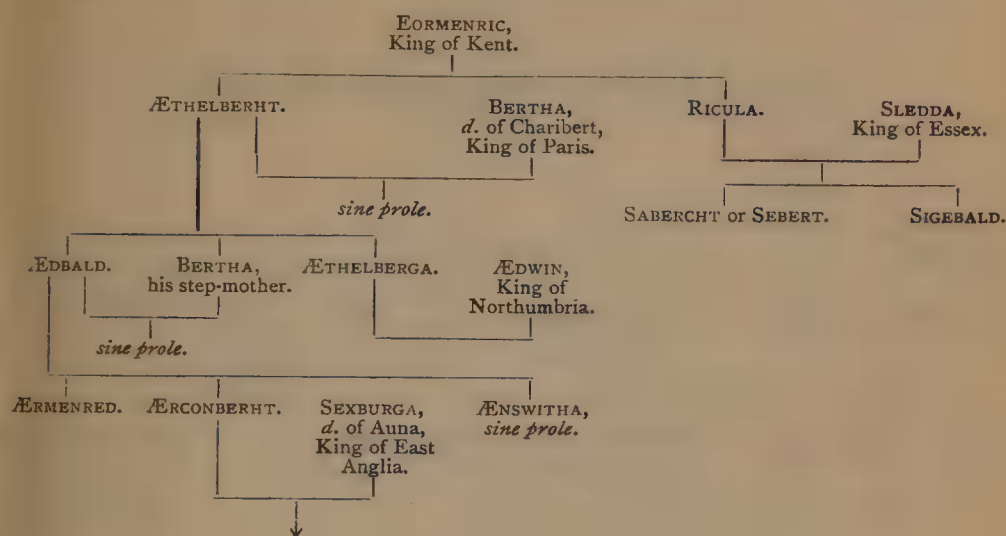 EORMENRIC,
King of Kent.
ÆTHELBERHT.
BERTHA,
d. of Charibert,
King of Paris.
RICULA.
SLEDDA,
King of Essex.
sine prole.
SABERCHT or SEBERT.
SIGEBALD.
ÆDBALD.
BERTHA,
his step-mother.
ÆTHELBERGA.
ÆDWIN,
King of
Northumbria.
sine prole.
ÆRMENRED.
ÆRCONBERHT.
SEXBURGA,
d. of Auna,
King of East
Anglia.
ÆNSWITHA,
sine prole.